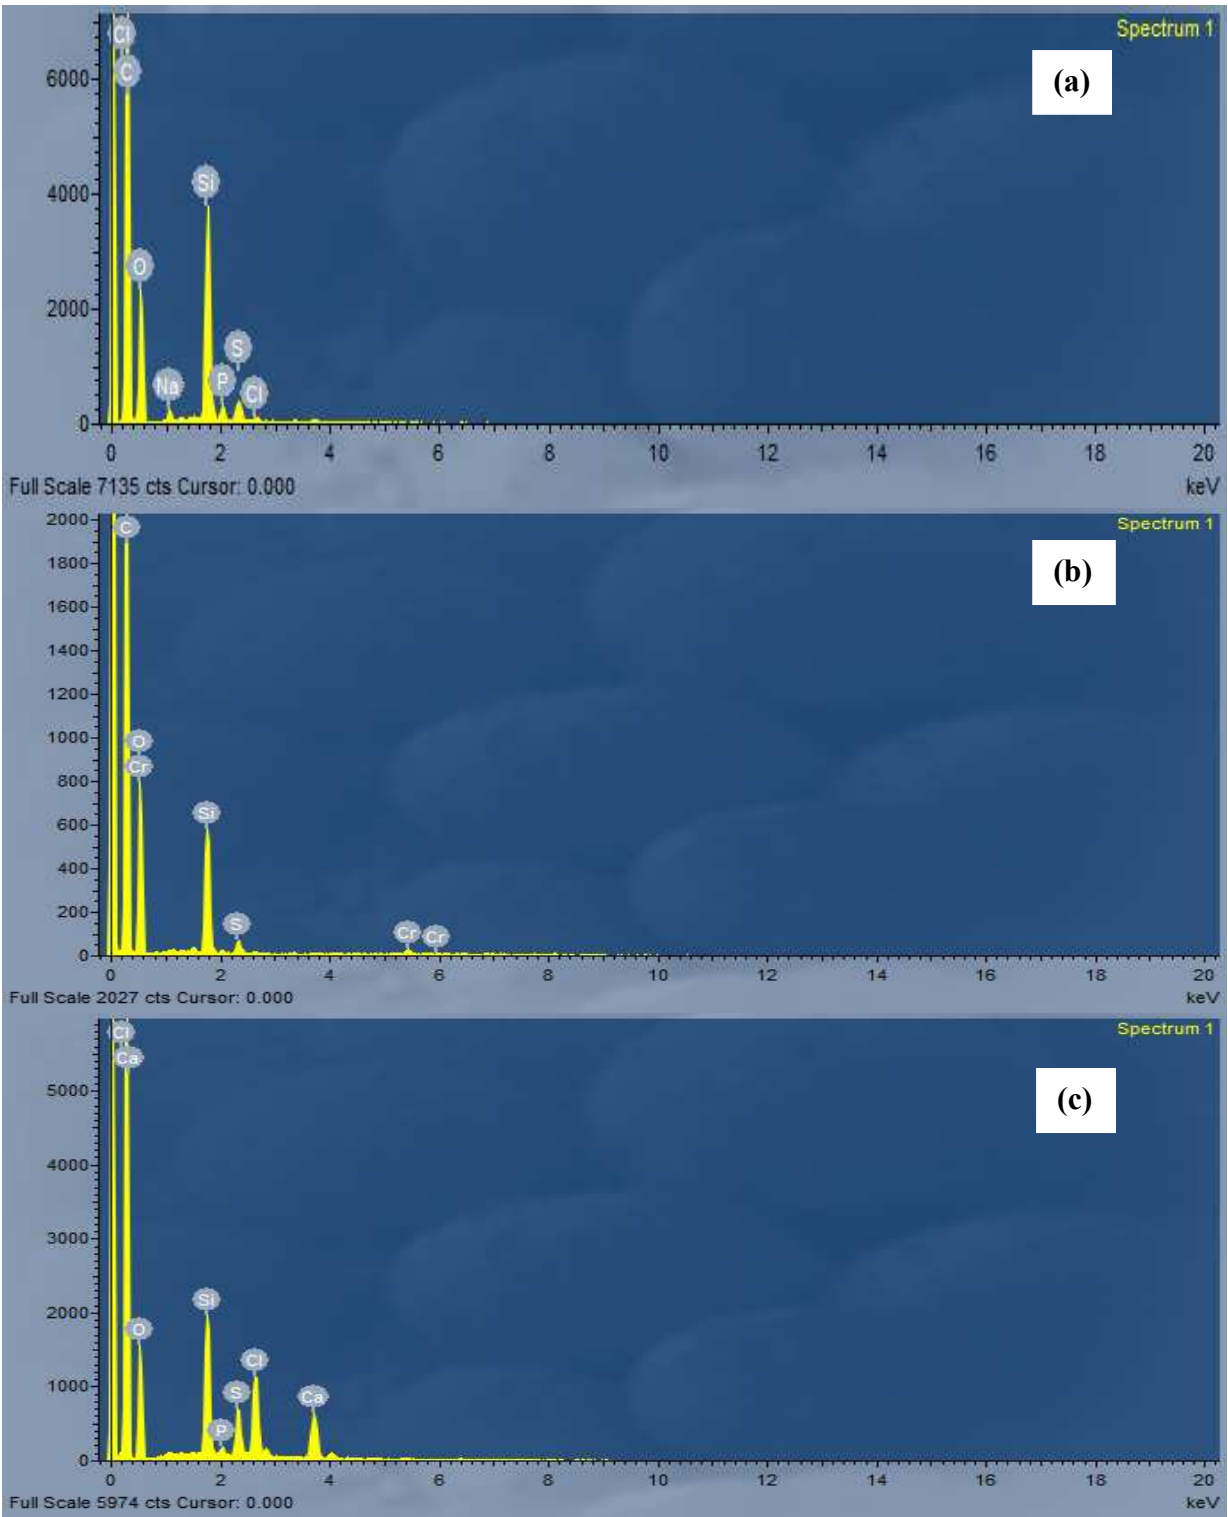 Spectrum 1
(a)
Cl
C
Si
O
S
Na
P
Cl
6000
4000
2000
0
0 2 4 6 8 10 12 14 16 18 20
Full Scale 7135 cts Cursor: 0.000 keV
Spectrum 1
(b)
C
O
Cr
Si
S
Cr
Cr
2000
1800
1600
1400
1200
1000
800
600
400
200
0
0 2 4 6 8 10 12 14 16 18 20
Full Scale 2027 cts Cursor: 0.000 keV
Spectrum 1
(c)
Cl
Ca
Si
O
Cl
S
Ca
P
5000
4000
3000
2000
1000
0
0 2 4 6 8 10 12 14 16 18 20
Full Scale 5974 cts Cursor: 0.000 keV